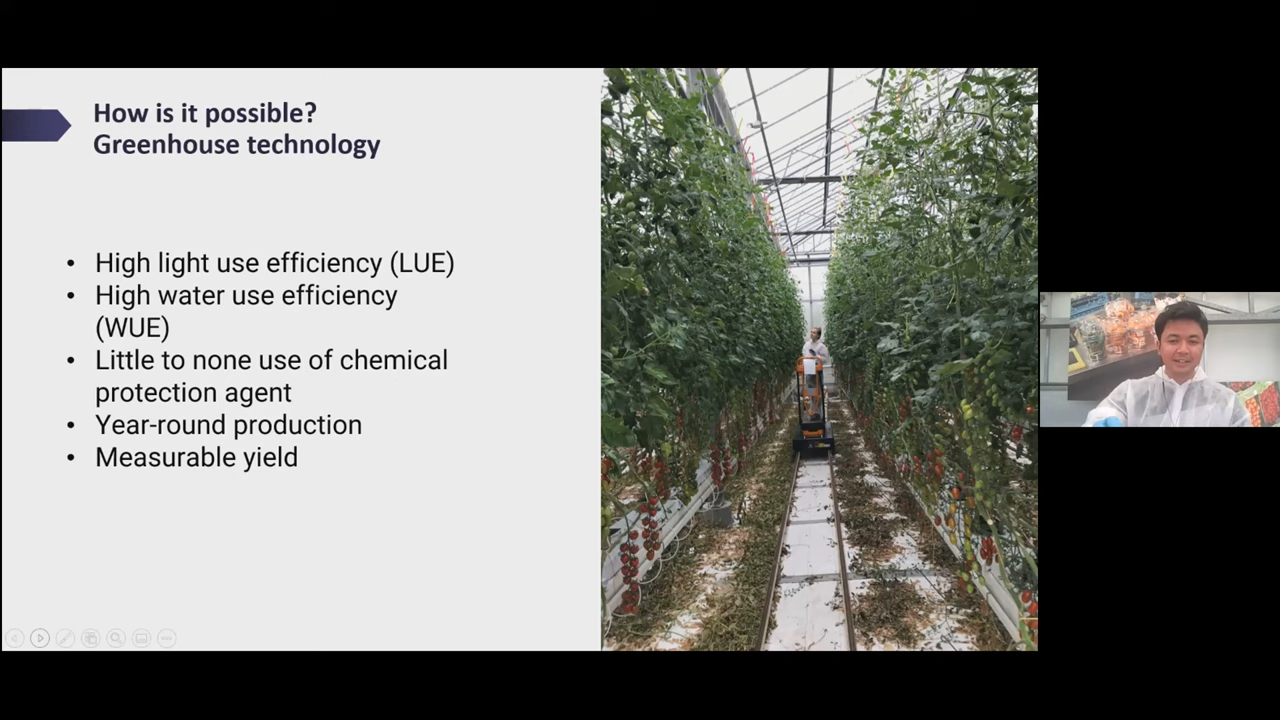 How is it possible?
Greenhouse technology
• High light use efficiency (LUE)
• High water use efficiency
(WUE)
• Little to none use of chemical
protection agent
• Year-round production
• Measurable yield